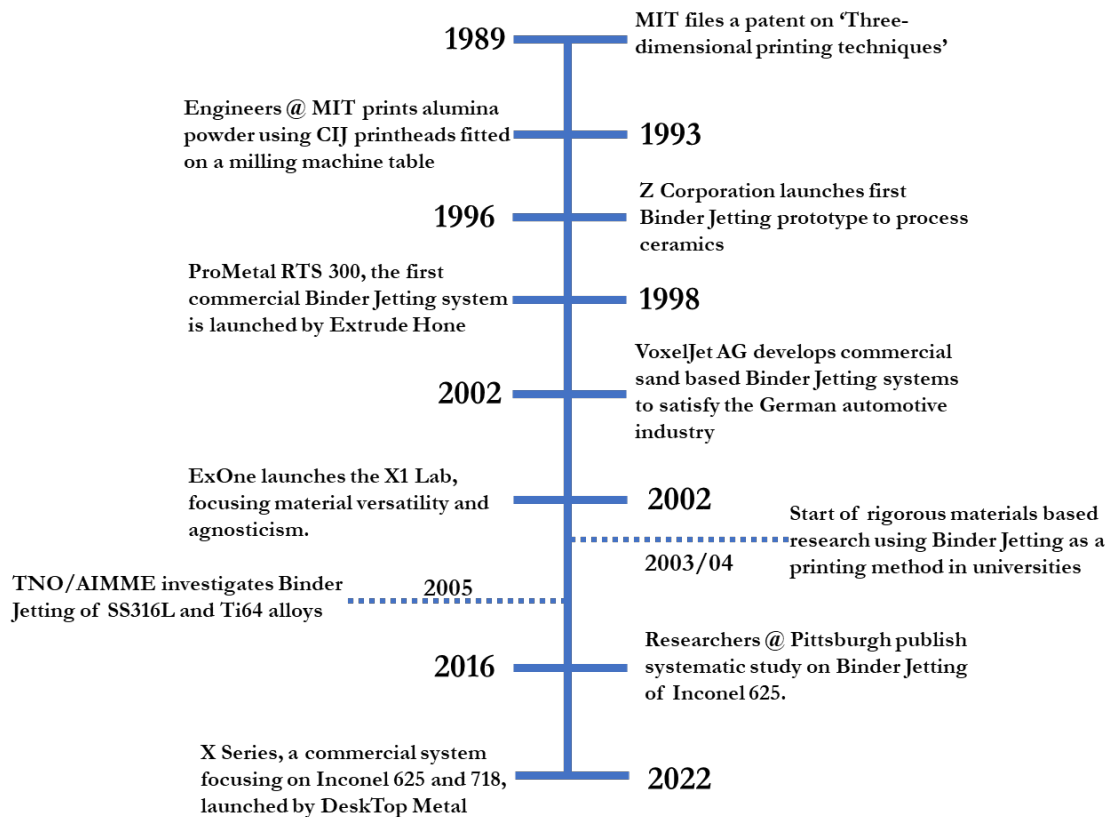 1989
MIT files a patent on ‘Three-
dimensional printing techniques’
Engineers @ MIT prints alumina
powder using CIJ printheads fitted
on a milling machine table
1993
1996
Z Corporation launches first
Binder Jetting prototype to process
ceramics
ProMetal RTS 300, the first
commercial Binder Jetting system
is launched by Extrude Hone
1998
2002
VoxelJet AG develops commercial
sand based Binder Jetting systems
to satisfy the German automotive
industry
ExOne launches the X1 Lab,
focusing material versatility and
agnosticism.
2002
2003/04
Start of rigorous materials based
research using Binder Jetting as a
printing method in universities
TNO/AIMME investigates Binder
Jetting of SS316L and Ti64 alloys
2005
2016
Researchers @ Pittsburgh publish
systematic study on Binder Jetting
of Inconel 625.
X Series, a commercial system
focusing on Inconel 625 and 718,
launched by DeskTop Metal
2022